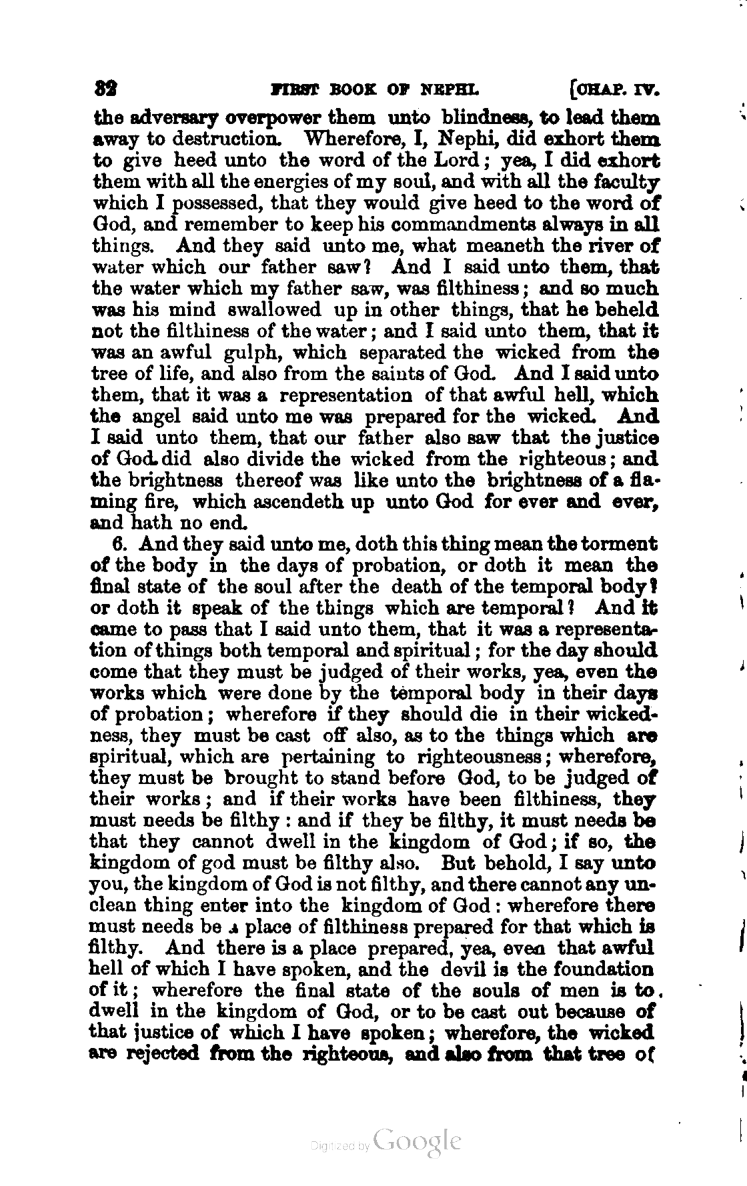 32 FIRST BOOK OF NEPHI. [CHAP. IV.
the adversary overpower them unto blindness, to lead them
away to destruction. Wherefore, I, Nephi, did exhort them
to give heed unto the word of the Lord; yea, I did exhort
them with all the energies of my soul, and with all the faculty
which I possessed, that they would give heed to the word of
God, and remember to keep his commandments always in all
things. And they said unto me, what meaneth the river of
water which our father saw? And I said unto them, that
the water which my father saw, was filthiness; and so much
was his mind swallowed up in other things, that he beheld
not the filthiness of the water; and I said unto them, that it
was an awful gulph, which separated the wicked from the
tree of life, and also from the saints of God. And I said unto
them, that it was a representation of that awful hell, which
the angel said unto me was prepared for the wicked. And
I said unto them, that our father also saw that the justice
of God did also divide the wicked from the righteous; and
the brightness thereof was like unto the brightness of a fla-
ming fire, which ascendeth up unto God for ever and ever,
and hath no end.
6. And they said unto me, doth this thing mean the torment
of the body in the days of probation, or doth it mean the
final state of the soul after the death of the temporal body?
or doth it speak of the things which are temporal? And it
came to pass that I said unto them, that it was a representa-
tion of things both temporal and spiritual; for the day should
come that they must be judged of their works, yea, even the
works which were done by the temporal body in their days
of probation; wherefore if they should die in their wicked-
ness, they must be cast off also, as to the things which are
spiritual, which are pertaining to righteousness; wherefore,
they must be brought to stand before God, to be judged of
their works; and if their works have been filthiness, they
must needs be filthy: and if they be filthy, it must needs be
that they cannot dwell in the kingdom of God; if so, the
kingdom of god must be filthy also. But behold, I say unto
you, the kingdom of God is not filthy, and there cannot any un-
clean thing enter into the kingdom of God: wherefore there
must needs be a place of filthiness prepared for that which is
filthy. And there is a place prepared, yea, even that awful
hell of which I have spoken, and the devil is the foundation
of it; wherefore the final state of the souls of men is to
dwell in the kingdom of God, or to be cast out because of
that justice of which I have spoken; wherefore, the wicked
are rejected from the righteous, and also from that tree of
Digitized by Google